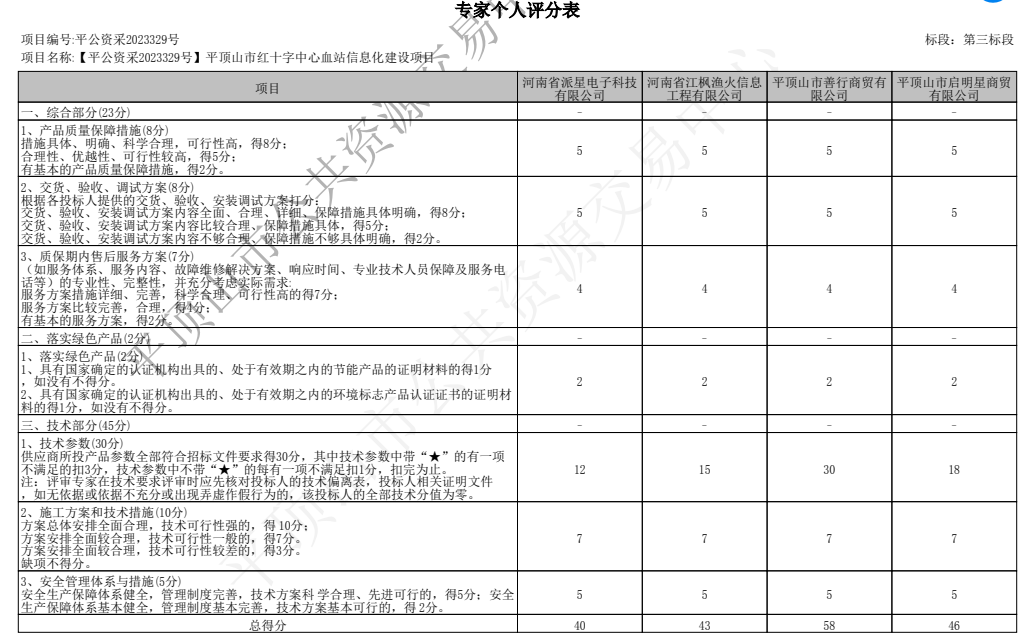 专家个人评分表
项目编号:平公资采2023329号
标段：第三标段
项目名称:【平公资采2023329号】平顶山市红十字中心血站信息化建设项目
项目 河南省派星电子科技有限公司 河南省江枫渔火信息工程有限公司 平顶山市善行商贸有限公司 平顶山市启明星商贸有限公司
一、综合部分(23分) - - - -
1、产品质量保障措施(8分)
措施具体、明确、科学合理，可行性高，得8分；
合理性、优越性、可行性较高，得5分；
有基本的产品质量保障措施，得2分。
5 5 5 5
2、交货、验收、调试方案(8分)
根据各投标人提供的交货、验收、安装调试方案打分：
交货、验收、安装调试方案内容全面、合理、详细、保障措施具体明确，得8分；
交货、验收、安装调试方案内容比较合理、保障措施具体，得5分；
交货、验收、安装调试方案内容不够合理、保障措施不够具体明确，得2分。
5 5 5 5
3、质保期内售后服务方案(7分)
（如服务体系、服务内容、故障维修解决方案、响应时间、专业技术人员保障及服务电
话等）的专业性、完整性，并充分考虑实际需求:
服务方案措施详细、完善，科学合理、可行性高的得7分；
服务方案比较完善，合理，得4分；
有基本的服务方案，得2分。
4 4 4 4
二、落实绿色产品(2分) - - - -
1、落实绿色产品(2分)
1、具有国家确定的认证机构出具的、处于有效期之内的节能产品的证明材料的得1分
，如没有不得分。
2、具有国家确定的认证机构出具的、处于有效期之内的环境标志产品认证证书的证明材
料的得1分，如没有不得分。
2 2 2 2
三、技术部分(45分) - - - -
1、技术参数(30分)
供应商所投产品参数全部符合招标文件要求得30分，其中技术参数中带“★”的有一项
不满足的扣3分，技术参数中不带“★”的每有一项不满足扣1分，扣完为止。
注：评审专家在技术要求评审时应先核对投标人的技术偏离表，投标人相关证明文件
，如无依据或依据不充分或出现弄虚作假行为的，该投标人的全部技术分值为零。
12 15 30 18
2、施工方案和技术措施(10分)
方案总体安排全面合理，技术可行性强的，得 10分；
方案安排全面较合理，技术可行性一般的，得7分。
方案安排全面较合理，技术可行性较差的，得3分。
缺项不得分。
7 7 7 7
3、安全管理体系与措施(5分)
安全生产保障体系健全，管理制度完善，技术方案科 学合理、先进可行的，得5分；安全
生产保障体系基本健全，管理制度基本完善，技术方案基本可行的，得 2分。
5 5 5 5
总得分 40 43 58 46
平顶山市公共资源交易中心
平顶山市公共资源交易中心